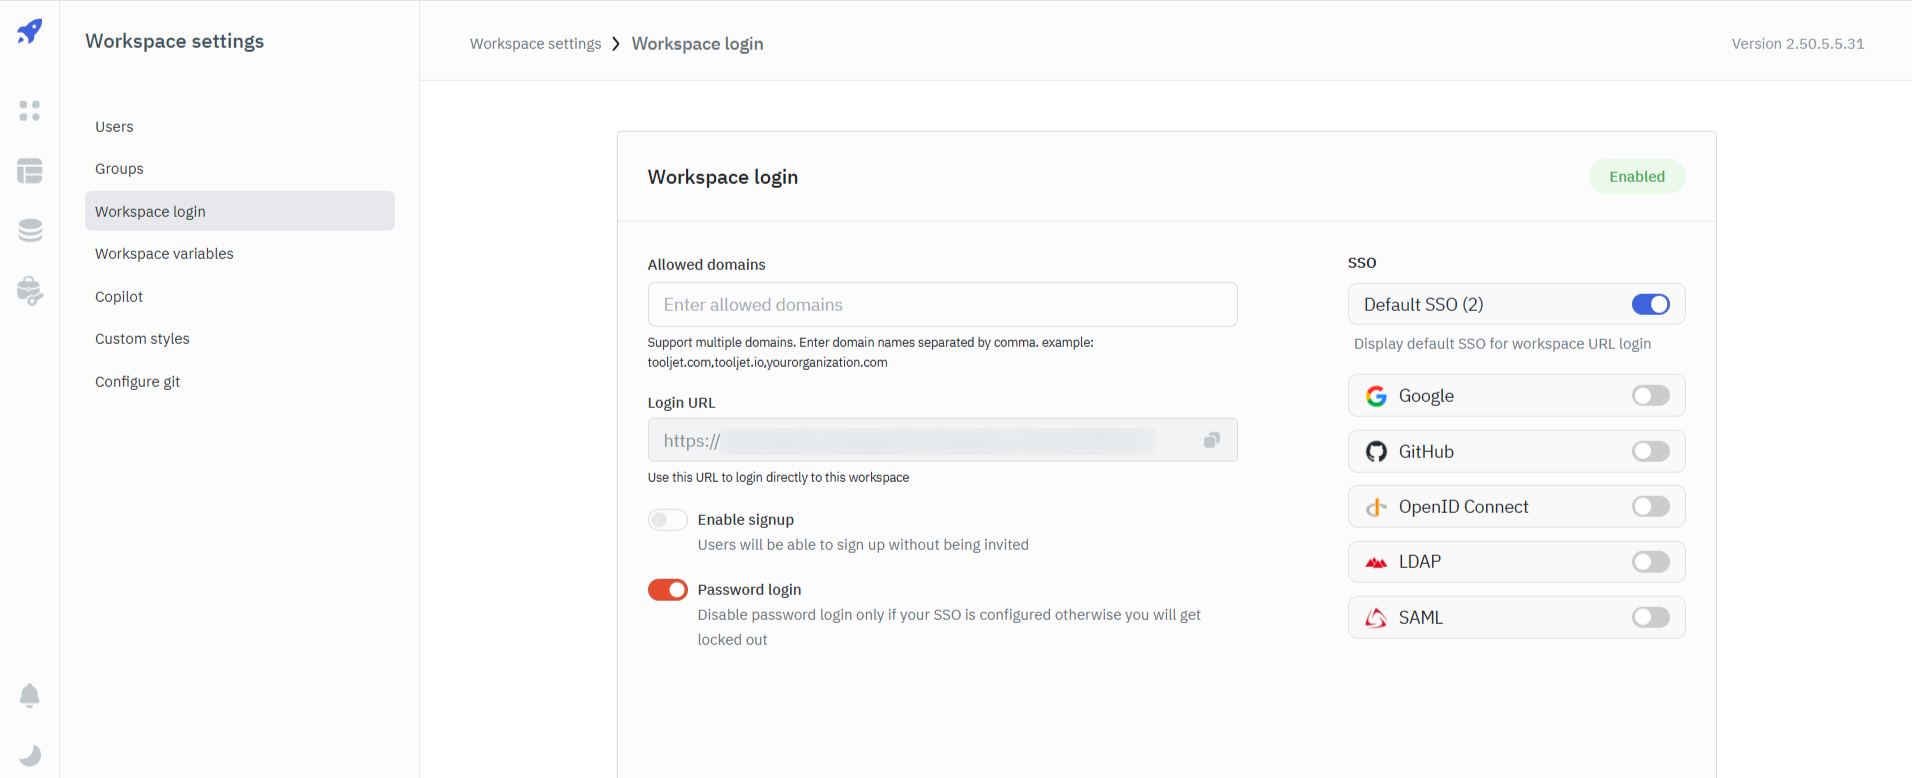 Workspace settings
Users
Groups
Workspace login
Workspace variables
Copilot
Custom styles
Configure git
Workspace settings > Workspace login
Version 2.50.5.5.31
Workspace login
Enabled
Allowed domains
Enter allowed domains
Support multiple domains. Enter domain names separated by comma. example:
tooljet.com,tooljet.io,yourorganization.com
Login URL
https://
Use this URL to login directly to this workspace
Enable signup
Users will be able to sign up without being invited
Password login
Disable password login only if your SSO is configured otherwise you will get
locked out
SSO
Default SSO (2)
Display default SSO for workspace URL login
Google
GitHub
OpenID Connect
LDAP
SAML